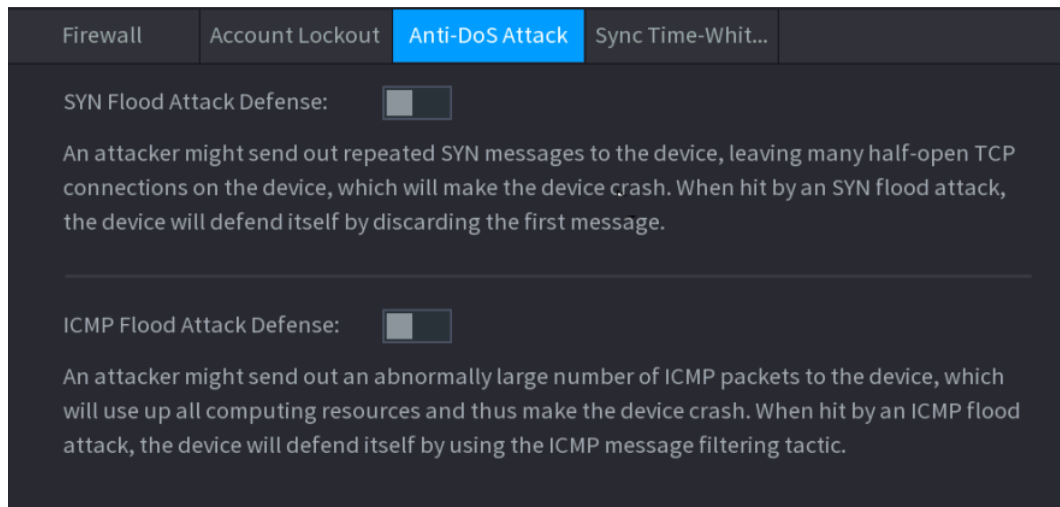 Firewall Account Lockout Anti-DoS Attack Sync Time-Whit...
SYN Flood Attack Defense:
An attacker might send out repeated SYN messages to the device, leaving many half-open TCP
connections on the device, which will make the device crash. When hit by an SYN flood attack,
the device will defend itself by discarding the first message.
ICMP Flood Attack Defense:
An attacker might send out an abnormally large number of ICMP packets to the device, which
will use up all computing resources and thus make the device crash. When hit by an ICMP flood
attack, the device will defend itself by using the ICMP message filtering tactic.